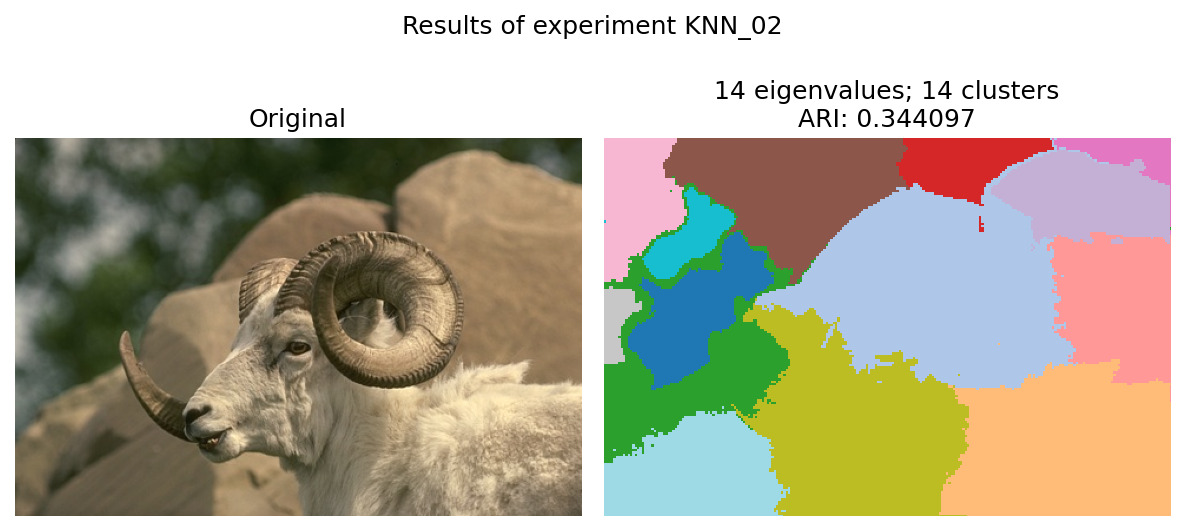 Results of experiment KNN_02
Original
14 eigenvalues; 14 clusters
ARI: 0.344097